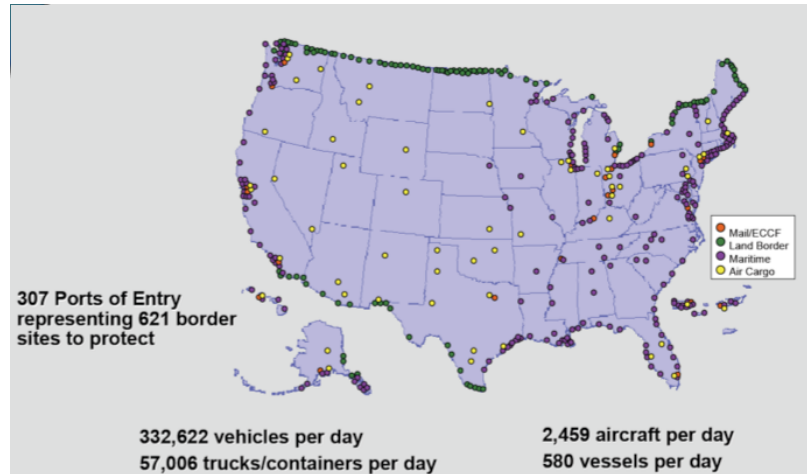 Mail/ECCF
Land Border
Maritime
Air Cargo
307 Ports of Entry
representing 621 border
sites to protect
332,622 vehicles per day
2,459 aircraft per day
57,006 trucks/containers per day
580 vessels per day